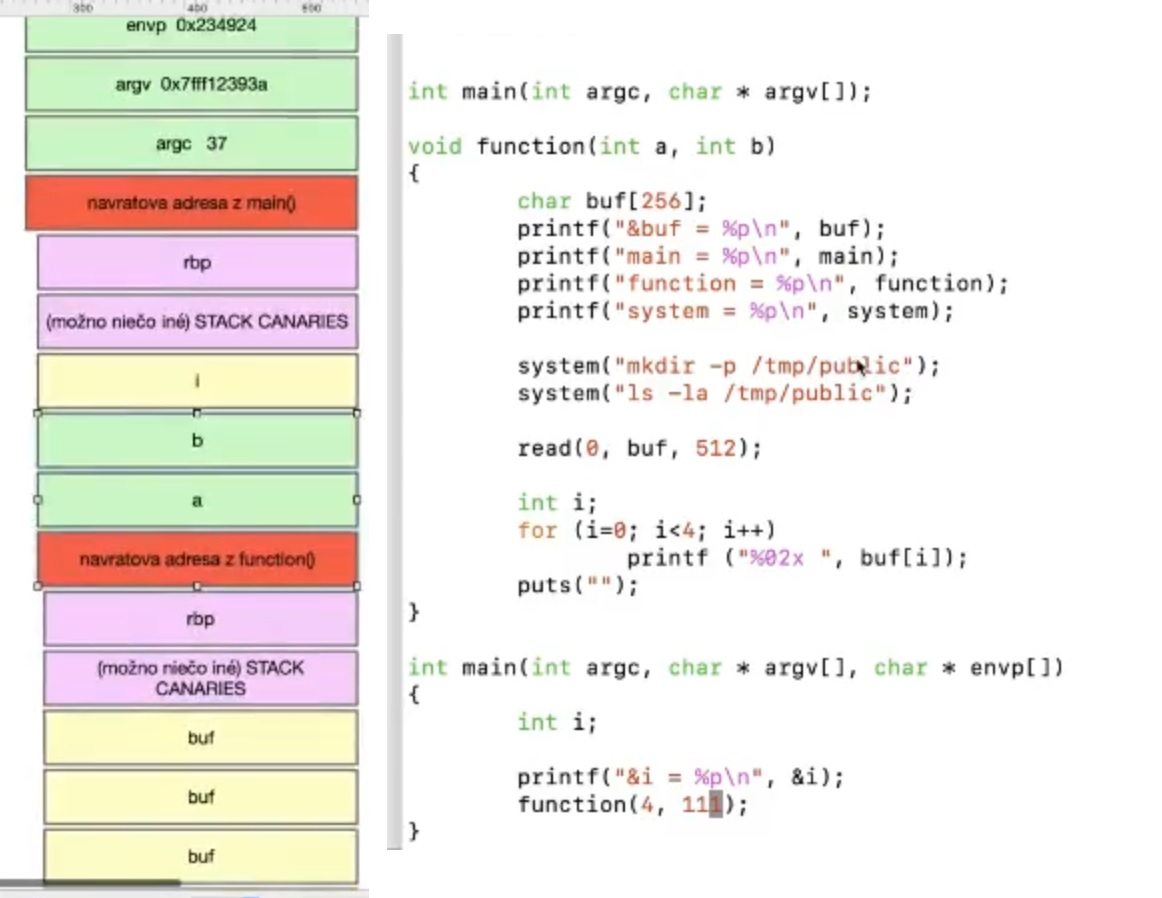 300 400 500
envp 0x234924
argv 0x7fff12393a
argc 37
navratova adresa z main()
rbp
(možno niečo iné) STACK CANARIES
i
b
a
navratova adresa z function()
rbp
(možno niečo iné) STACK
CANARIES
buf
buf
buf
int main(int argc, char * argv[]);
void function(int a, int b)
{
char buf[256];
printf("&buf = %p\n", buf);
printf("main = %p\n", main);
printf("function = %p\n", function);
printf("system = %p\n", system);
system("mkdir -p /tmp/public");
system("ls -la /tmp/public");
read(0, buf, 512);
int i;
for (i=0; i<4; i++)
printf ("%02x ", buf[i]);
puts("");
}
int main(int argc, char * argv[], char * envp[])
{
int i;
printf("&i = %p\n", &i);
function(4, 111);
}